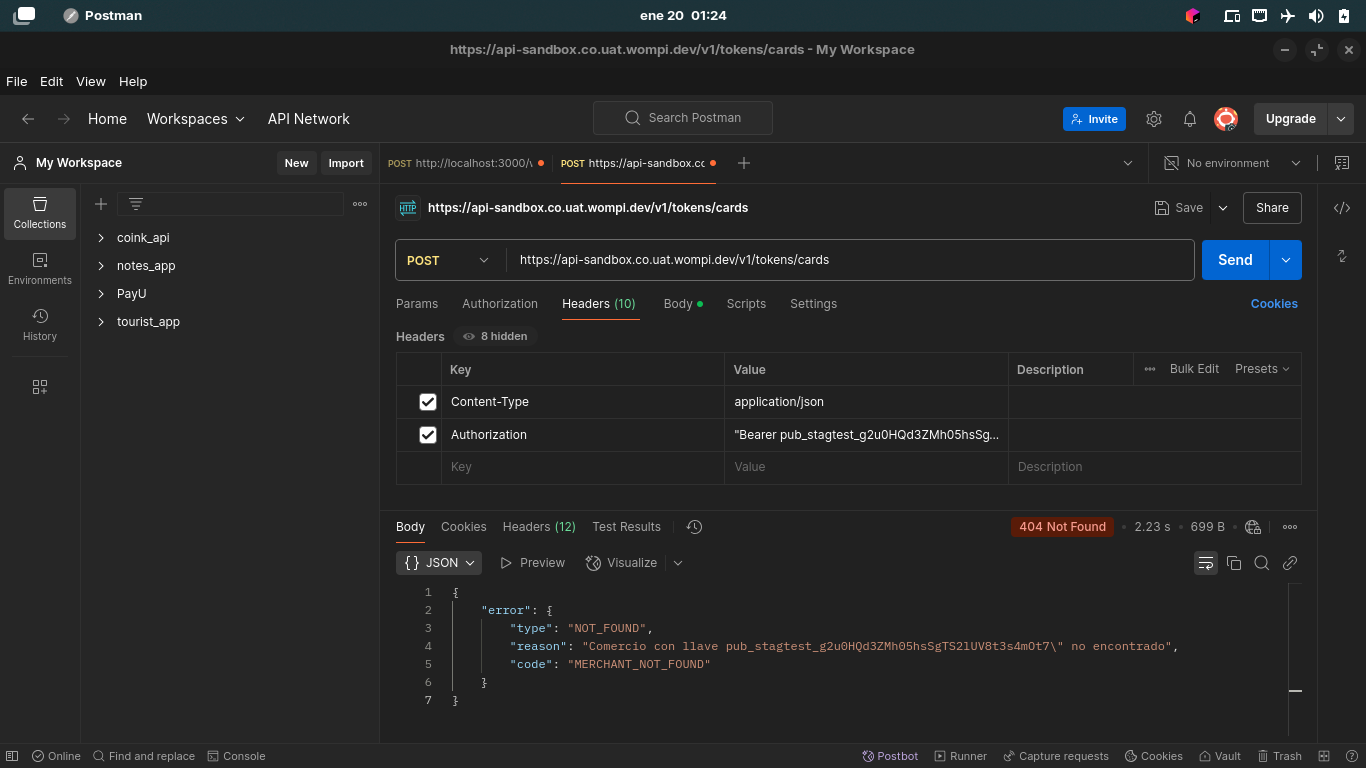 Postman
ene 20 01:24
https://api-sandbox.co.uat.wompi.dev/v1/tokens/cards - My Workspace
File Edit View Help
Home Workspaces API Network
Search Postman
Invite
Upgrade
My Workspace
New Import
POST http://localhost:3000/v
POST https://api-sandbox.cc
No environment
Collections
Environments
History
coink_api
notes_app
PayU
tourist_app
HTTP https://api-sandbox.co.uat.wompi.dev/v1/tokens/cards
Save
Share
POST https://api-sandbox.co.uat.wompi.dev/v1/tokens/cards
Send
Params Authorization Headers (10) Body Scripts Settings
Cookies
Headers 8 hidden
Key Value Description Bulk Edit Presets
Content-Type application/json
Authorization "Bearer pub_stagtest_g2u0HQd3ZMh05hsSg...
Key Value Description
Body Cookies Headers (12) Test Results
404 Not Found 2.23 s 699 B
{ } JSON Preview Visualize
1 {
2 "error": {
3 "type": "NOT_FOUND",
4 "reason": "Comercio con llave pub_stagtest_g2u0HQd3ZMh05hsSgTS2lUV8t3s4mOt7\" no encontrado",
5 "code": "MERCHANT_NOT_FOUND"
6 }
7 }
Online Find and replace Console
Postbot Runner Capture requests Cookies Vault Trash